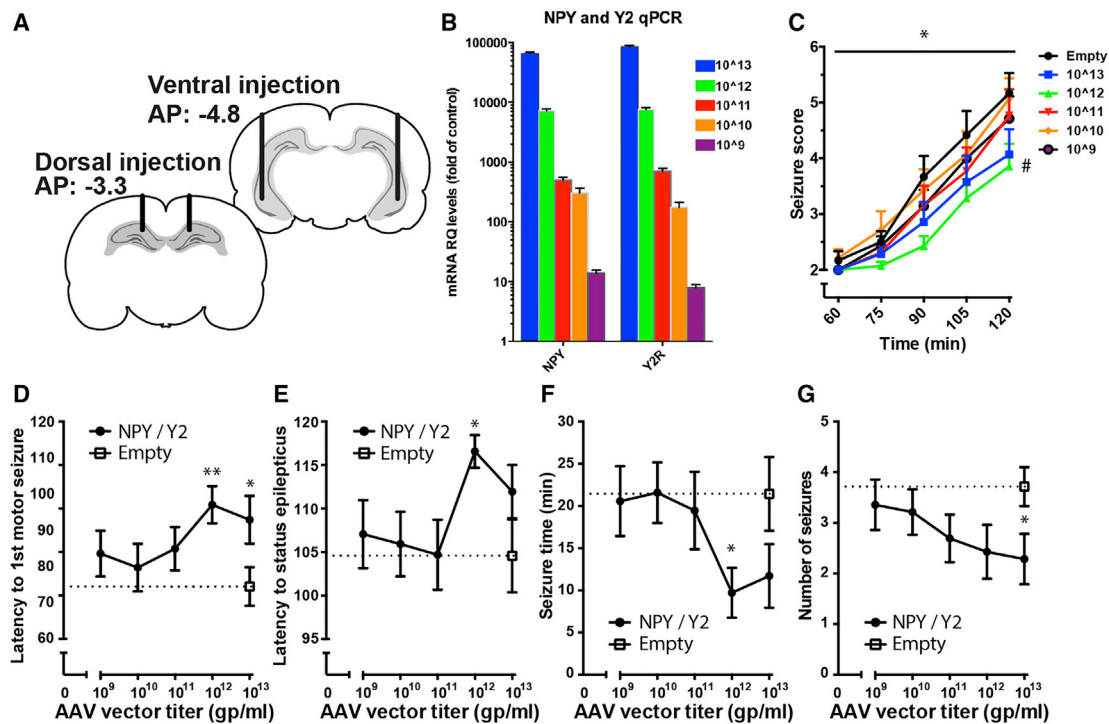 A
Ventral injection
AP: -4.8
Dorsal injection
AP: -3.3
B
NPY and Y2 qPCR
mRNA RQ levels (fold of control)
100000
10000
1000
100
10
1
NPY
Y2R
10^13
10^12
10^11
10^10
10^9
C
*
Seizure score
6
5
4
3
2
60
75
90
105
120
Time (min)
#
Empty
10^13
10^12
10^11
10^10
10^9
D
Latency to 1st motor seizure
120
110
100
90
80
70
60
0
NPY / Y2
Empty
**
*
10⁹ 10¹⁰ 10¹¹ 10¹² 10¹³
AAV vector titer (gp/ml)
E
Latency to status epilepticus
120
115
110
105
100
95
0
NPY / Y2
Empty
*
10⁹ 10¹⁰ 10¹¹ 10¹² 10¹³
AAV vector titer (gp/ml)
F
Seizure time (min)
30
25
20
15
10
5
0
0
*
NPY / Y2
Empty
10⁹ 10¹⁰ 10¹¹ 10¹² 10¹³
AAV vector titer (gp/ml)
G
Number of seizures
5
4
3
2
1
0
0
*
NPY / Y2
Empty
10⁹ 10¹⁰ 10¹¹ 10¹² 10¹³
AAV vector titer (gp/ml)